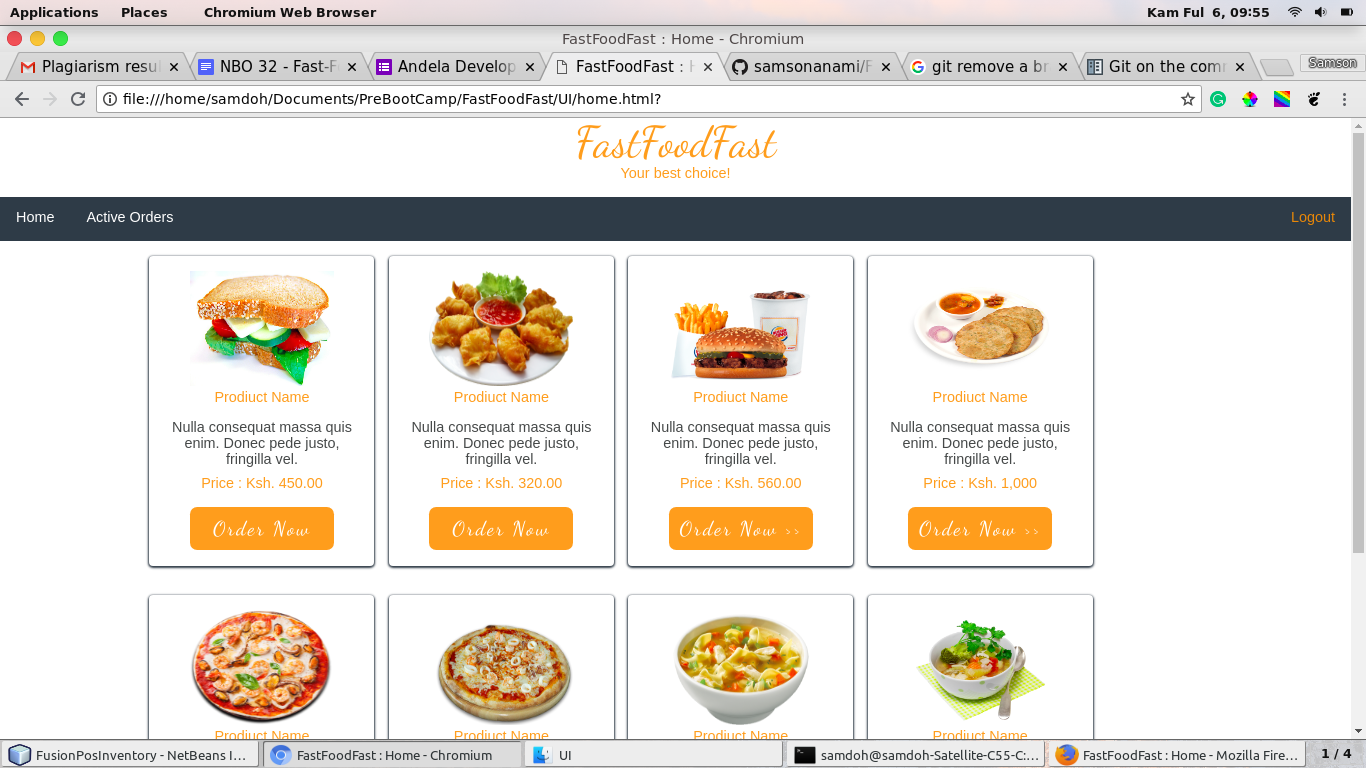 Applications Places Chromium Web Browser Kam Ful 6, 09:55
FastFoodFast : Home - Chromium
Plagiarism resu NBO 32 - Fast-F Andela Develop FastFoodFast : H samsonanami/F git remove a br Git on the com Samson
file:///home/samdoh/Documents/PreBootCamp/FastFoodFast/UI/home.html?
FastFoodFast
Your best choice!
Home Active Orders Logout
Prodiuct Name Prodiuct Name Prodiuct Name Prodiuct Name
Nulla consequat massa quis Nulla consequat massa quis Nulla consequat massa quis Nulla consequat massa quis
enim. Donec pede justo, enim. Donec pede justo, enim. Donec pede justo, enim. Donec pede justo,
fringilla vel. fringilla vel. fringilla vel. fringilla vel.
Price : Ksh. 450.00 Price : Ksh. 320.00 Price : Ksh. 560.00 Price : Ksh. 1,000
Order Now Order Now Order Now >> Order Now >>
Prodiuct Name Prodiuct Name Prodiuct Name Prodiuct Name
FusionPosInventory - NetBeans I... FastFoodFast : Home - Chromium UI samdoh@samdoh-Satellite-C55-C:... FastFoodFast : Home - Mozilla Fire... 1 / 4